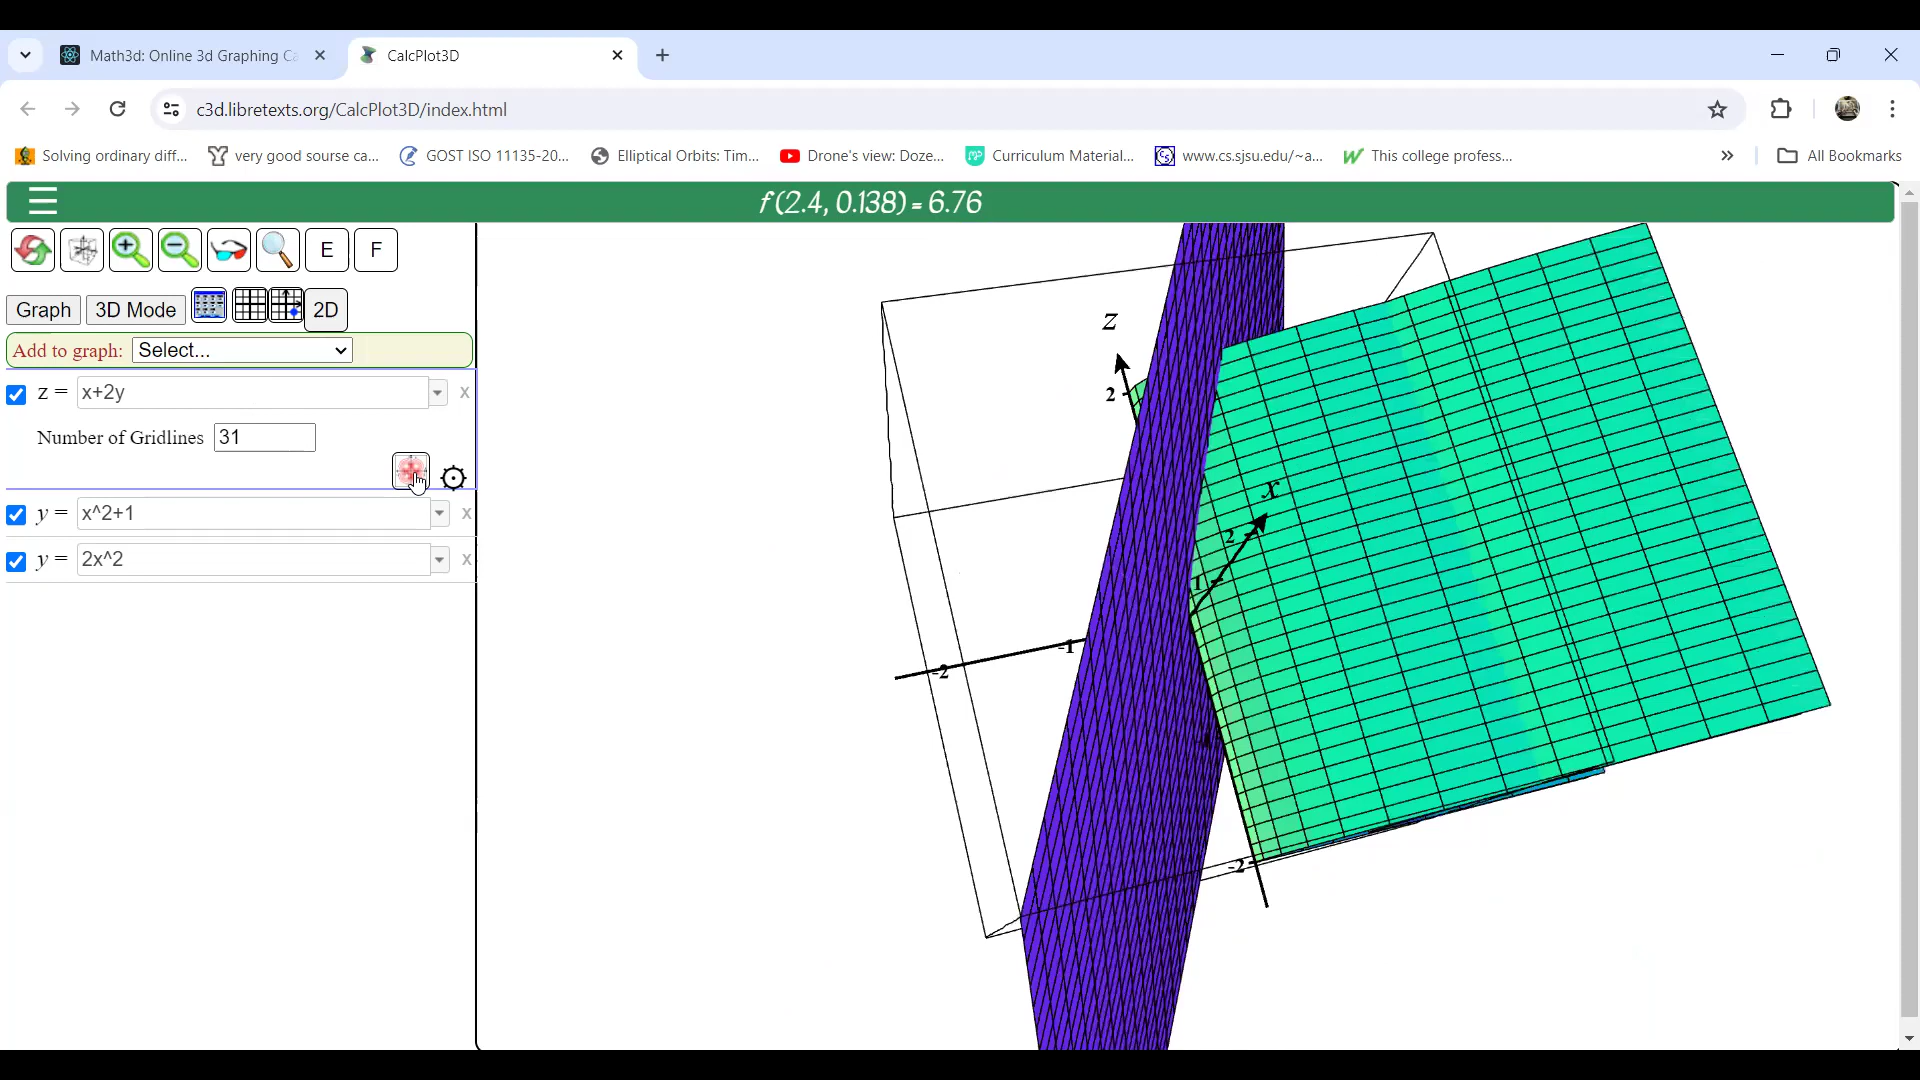 Math3d: Online 3d Graphing Ca
CalcPlot3D
c3d.libretexts.org/CalcPlot3D/index.html
Solving ordinary diff...
very good sourse ca...
GOST ISO 11135-20...
Elliptical Orbits: Tim...
Drone's view: Doze...
Curriculum Material...
www.cs.sjsu.edu/~a...
This college profess...
All Bookmarks
f(2.4, 0.138) = 6.76
E
F
Graph
3D Mode
2D
Add to graph: Select...
z = x+2y x
Number of Gridlines 31
y = x^2+1 x
y = 2x^2 x
z
2
x
2
1
-1
-2
-2